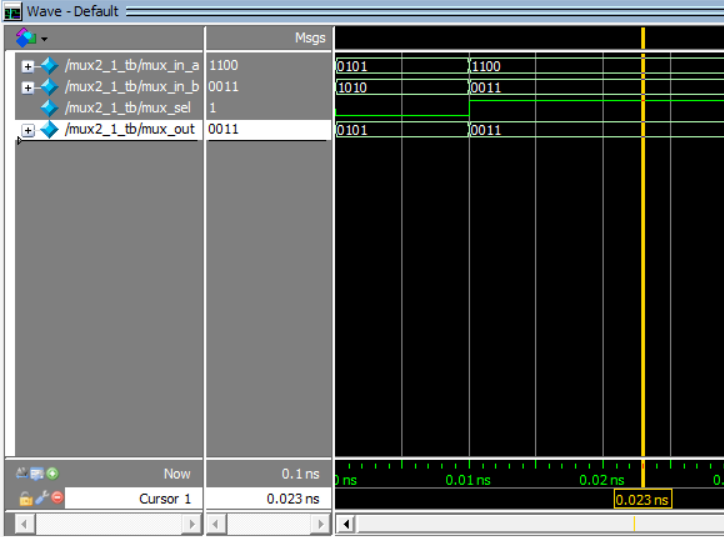 Wave - Default
Msgs
/mux2_1_tb/mux_in_a 1100 0101 1100
/mux2_1_tb/mux_in_b 0011 1010 0011
/mux2_1_tb/mux_sel 1
/mux2_1_tb/mux_out 0011 0101 0011
Now 0.1 ns ns 0.01 ns 0.02 ns 0.
Cursor 1 0.023 ns 0.023 ns